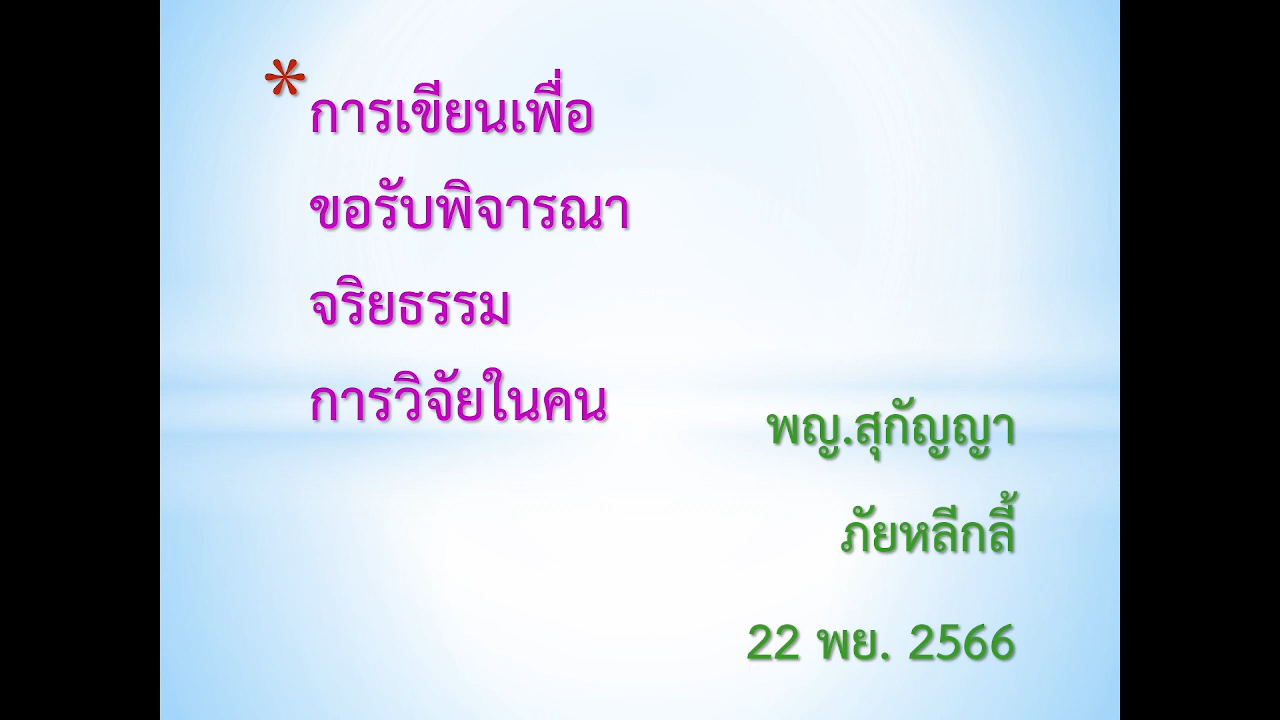 * การเขียนเพื่อ
ขอรับพิจารณา
จริยธรรม
การวิจัยในคน
พญ.สุกัญญา
ภัยหลีกลี้
22 พย. 2566